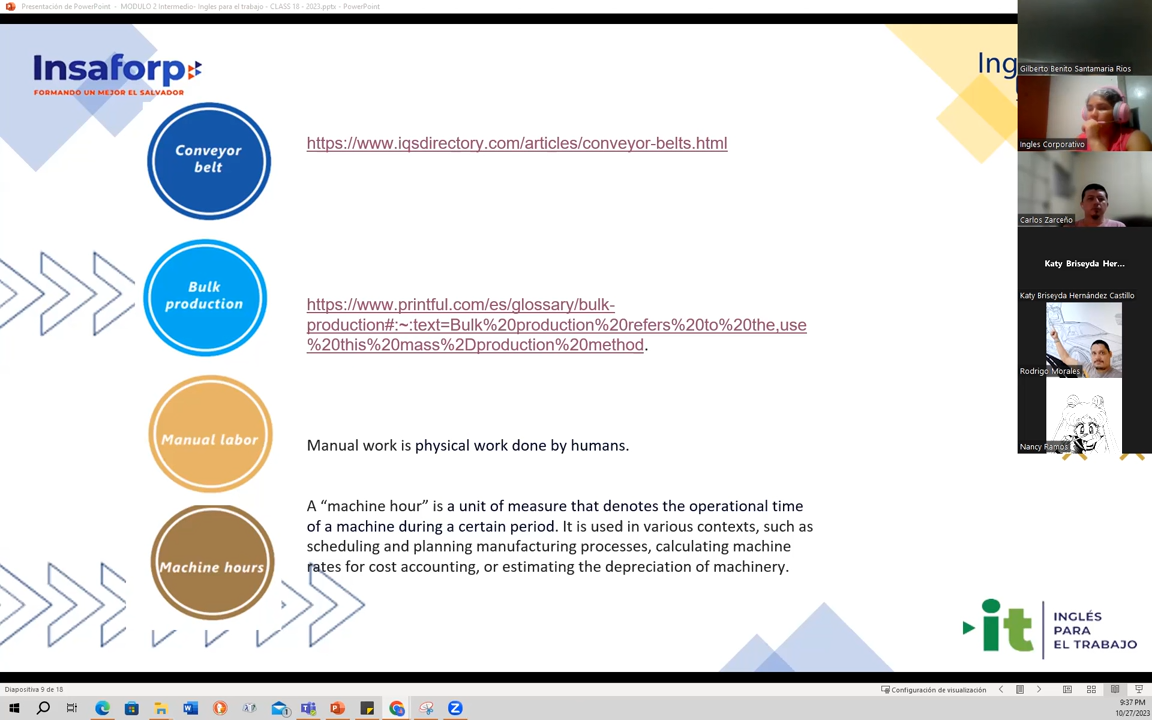 Presentación de PowerPoint - MODULO 2 Intermedio- Ingles para el trabajo - CLASS 18 - 2023.pptx - PowerPoint
Insaforp
FORMANDO UN MEJOR EL SALVADOR
Ing
Conveyor
belt
https://www.iqsdirectory.com/articles/conveyor-belts.html
Bulk
production
https://www.printful.com/es/glossary/bulk-
production#:~:text=Bulk%20production%20refers%20to%20the,use
%20this%20mass%2Dproduction%20method.
Manual labor
Manual work is physical work done by humans.
Machine hours
A “machine hour” is a unit of measure that denotes the operational time
of a machine during a certain period. It is used in various contexts, such as
scheduling and planning manufacturing processes, calculating machine
rates for cost accounting, or estimating the depreciation of machinery.
Gilberto Benito Santamaria Rios
Ingles Corporativo
Carlos Zarceño
Katy Briseyda Her...
Katy Briseyda Hernández Castillo
Rodrigo Morales
Nancy Ramos
it
INGLÉS
PARA
EL TRABAJO
Diapositiva 9 de 18
Configuración de visualización
9:37 PM
10/27/2023